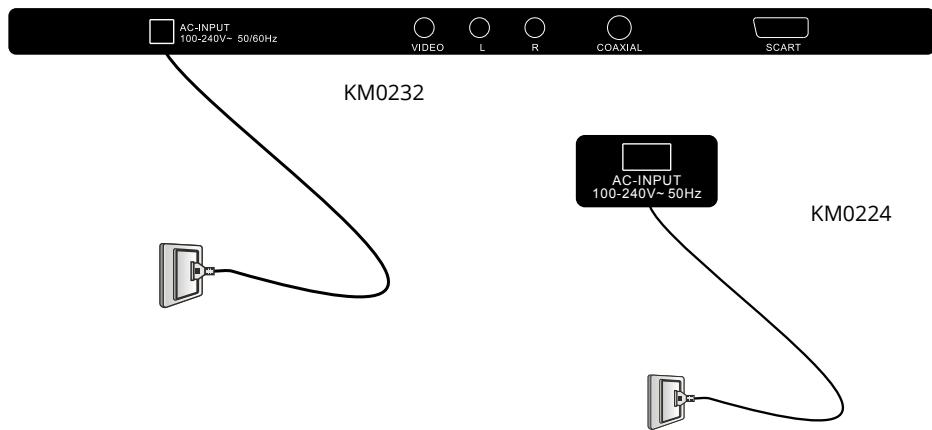 AC-INPUT
100-240V~ 50/60Hz
VIDEO L R COAXIAL SCART
KM0232
AC-INPUT
100-240V~ 50Hz
KM0224